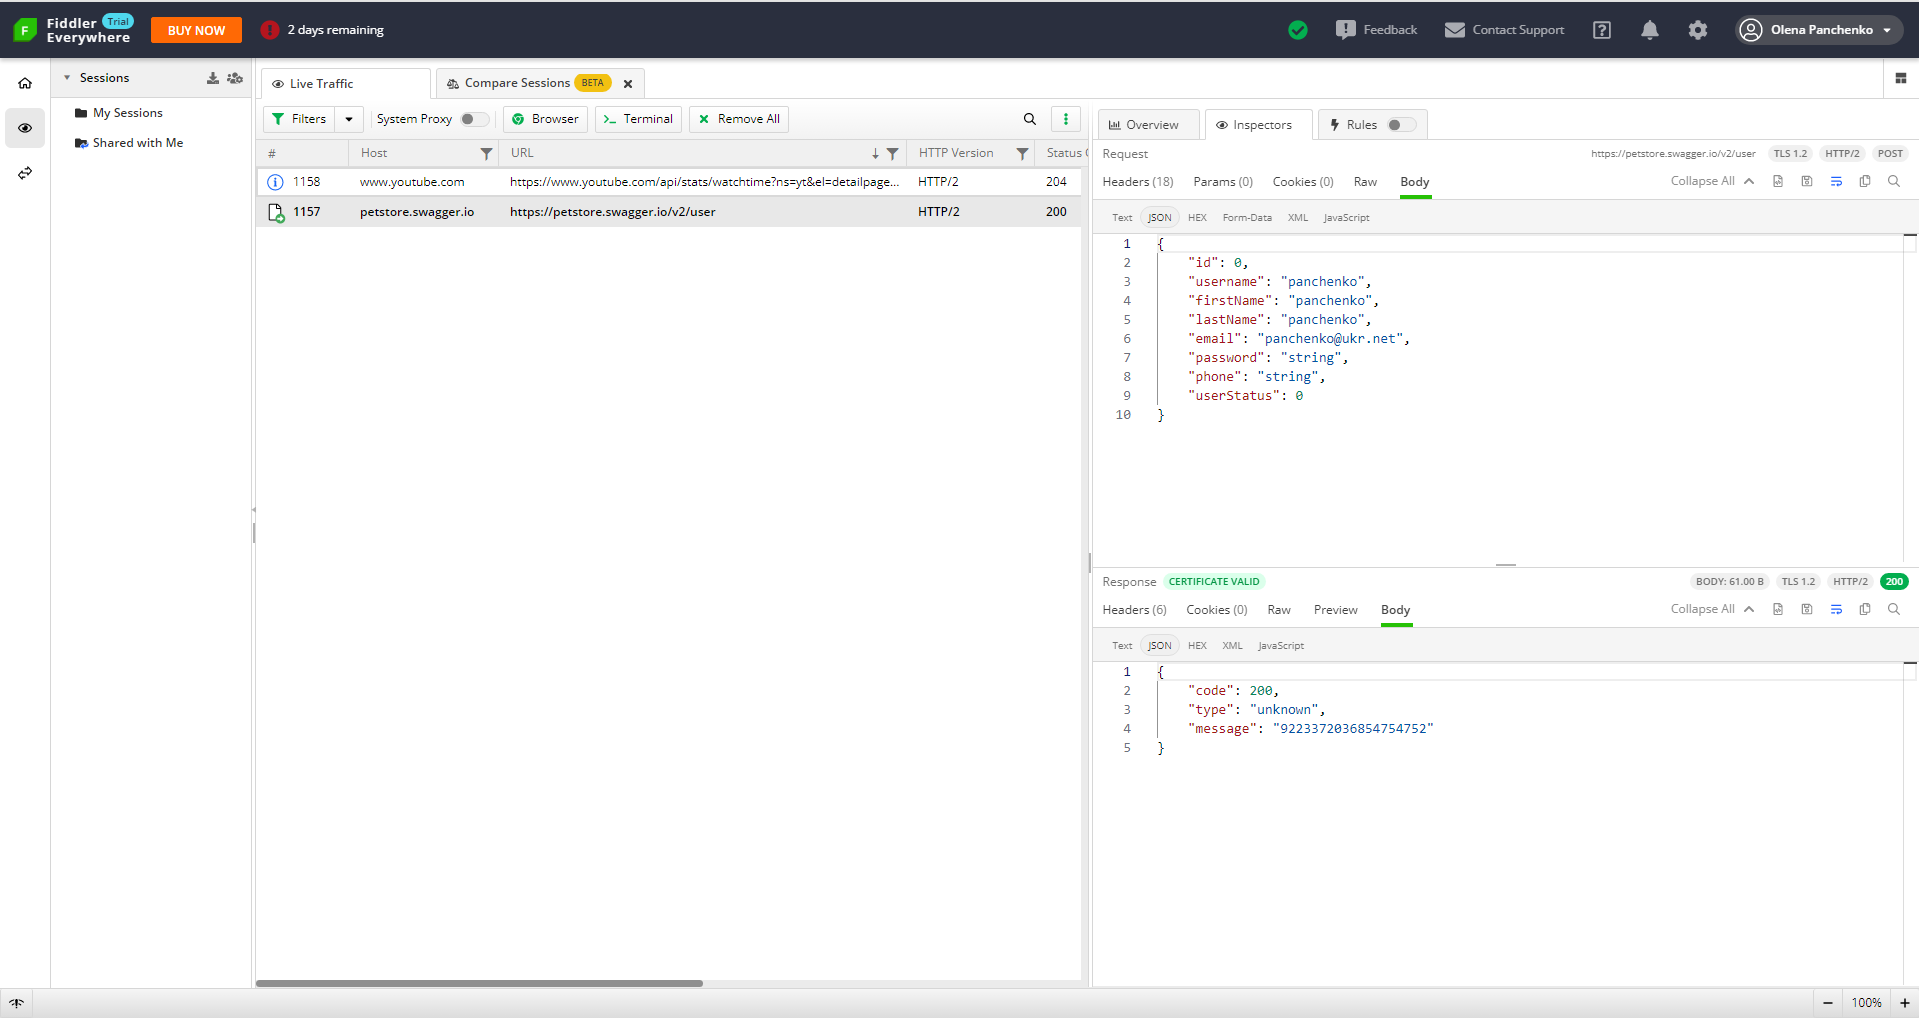 Fiddler Trial
Everywhere
BUY NOW
2 days remaining
Feedback
Contact Support
Olena Panchenko
Sessions
My Sessions
Shared with Me
Live Traffic
Compare Sessions BETA
Filters
System Proxy
Browser
Terminal
Remove All
# Host URL HTTP Version Status C
1158 www.youtube.com https://www.youtube.com/api/stats/watchtime?ns=yt&el=detailpage... HTTP/2 204
1157 petstore.swagger.io https://petstore.swagger.io/v2/user HTTP/2 200
Overview
Inspectors
Rules
Request https://petstore.swagger.io/v2/user TLS 1.2 HTTP/2 POST
Headers (18) Params (0) Cookies (0) Raw Body Collapse All
Text JSON HEX Form-Data XML JavaScript
1 {
2 "id": 0,
3 "username": "panchenko",
4 "firstName": "panchenko",
5 "lastName": "panchenko",
6 "email": "panchenko@ukr.net",
7 "password": "string",
8 "phone": "string",
9 "userStatus": 0
10 }
Response CERTIFICATE VALID BODY: 61.00 B TLS 1.2 HTTP/2 200
Headers (6) Cookies (0) Raw Preview Body Collapse All
Text JSON HEX XML JavaScript
1 {
2 "code": 200,
3 "type": "unknown",
4 "message": "9223372036854754752"
5 }
100%